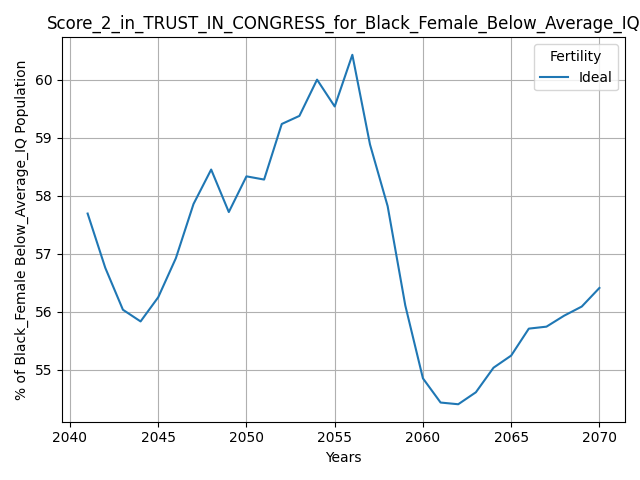 Score_2_in_TRUST_IN_CONGRESS_for_Black_Female_Below_Average_IQ
Fertility
Ideal
% of Black_Female Below_Average_IQ Population
60
59
58
57
56
55
2040
2045
2050
2055
2060
2065
2070
Years